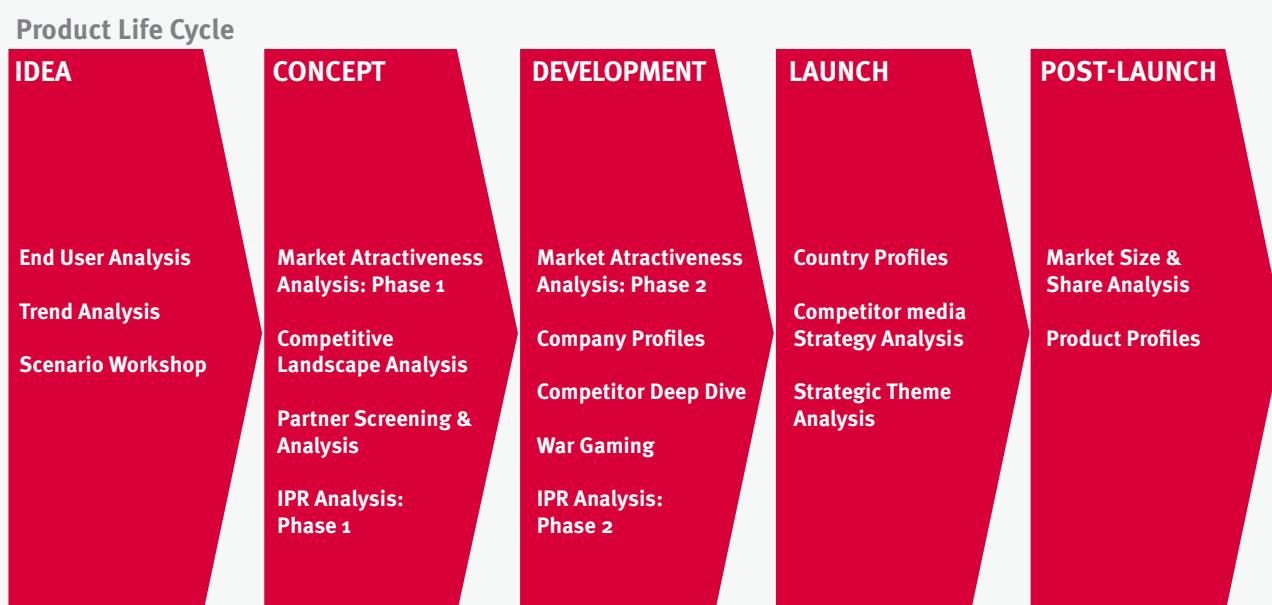 Product Life Cycle
IDEA
End User Analysis
Trend Analysis
Scenario Workshop
CONCEPT
Market Atractiveness
Analysis: Phase 1
Competitive
Landscape Analysis
Partner Screening &
Analysis
IPR Analysis:
Phase 1
DEVELOPMENT
Market Atractiveness
Analysis: Phase 2
Company Profiles
Competitor Deep Dive
War Gaming
IPR Analysis:
Phase 2
LAUNCH
Country Profiles
Competitor media
Strategy Analysis
Strategic Theme
Analysis
POST-LAUNCH
Market Size &
Share Analysis
Product Profiles